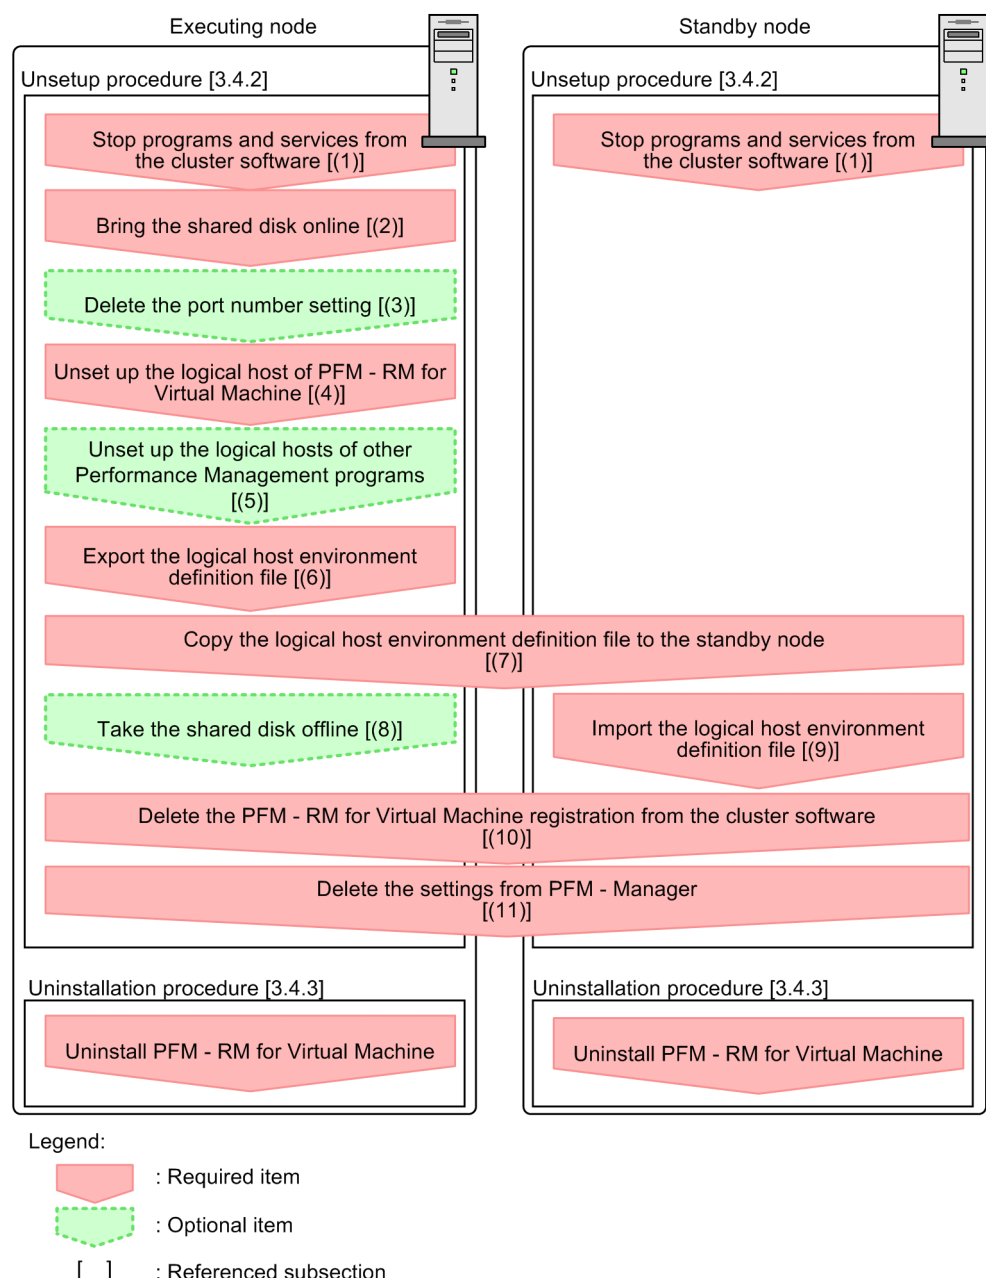 Executing node
Standby node
Unsetup procedure [3.4.2]
Unsetup procedure [3.4.2]
Stop programs and services from
the cluster software [(1)]
Stop programs and services from
the cluster software [(1)]
Bring the shared disk online [(2)]
Delete the port number setting [(3)]
Unset up the logical host of PFM - RM for
Virtual Machine [(4)]
Unset up the logical hosts of other
Performance Management programs
[(5)]
Export the logical host environment
definition file [(6)]
Copy the logical host environment definition file to the standby node
[(7)]
Take the shared disk offline [(8)]
Import the logical host environment
definition file [(9)]
Delete the PFM - RM for Virtual Machine registration from the cluster software
[(10)]
Delete the settings from PFM - Manager
[(11)]
Uninstallation procedure [3.4.3]
Uninstallation procedure [3.4.3]
Uninstall PFM - RM for Virtual Machine
Uninstall PFM - RM for Virtual Machine
Legend:
: Required item
: Optional item
[ ] : Referenced subsection